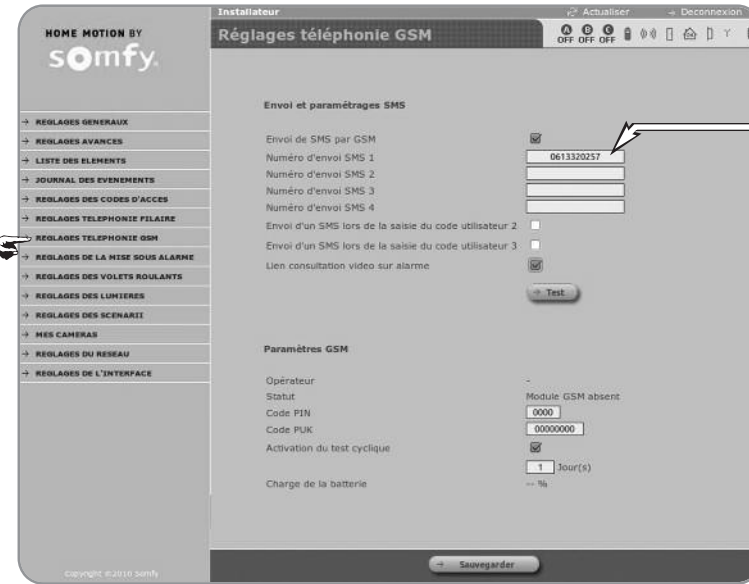 Installateur
Actualiser
Deconnexion
HOME MOTION BY
somfy.
Réglages téléphonie GSM
A B C
OFF OFF OFF
REGLAGES GENERAUX
REGLAGES AVANCES
LISTE DES ELEMENTS
JOURNAL DES EVENEMENTS
REGLAGES DES CODES D'ACCES
REGLAGES TELEPHONIE FILAIRE
REGLAGES TELEPHONIE GSM
REGLAGES DE LA MISE SOUS ALARME
REGLAGES DES VOLETS ROULANTS
REGLAGES DES LUMIERES
REGLAGES DES SCENARII
MES CAMERAS
REGLAGES DU RESEAU
REGLAGES DE L'INTERFACE
Envoi et paramétrages SMS
Envoi de SMS par GSM
Numéro d'envoi SMS 1 0613320257
Numéro d'envoi SMS 2
Numéro d'envoi SMS 3
Numéro d'envoi SMS 4
Envoi d'un SMS lors de la saisie du code utilisateur 2
Envoi d'un SMS lors de la saisie du code utilisateur 3
Lien consultation video sur alarme
Test
Paramètres GSM
Opérateur -
Statut Module GSM absent
Code PIN 0000
Code PUK 00000000
Activation du test cyclique
1 Jour(s)
Charge de la batterie -- %
Sauvegarder
Copyright ©2010 Somfy